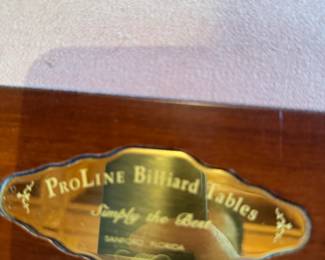 ProLine Billiard Tables
Simply the Best
SANFORD, FLORIDA